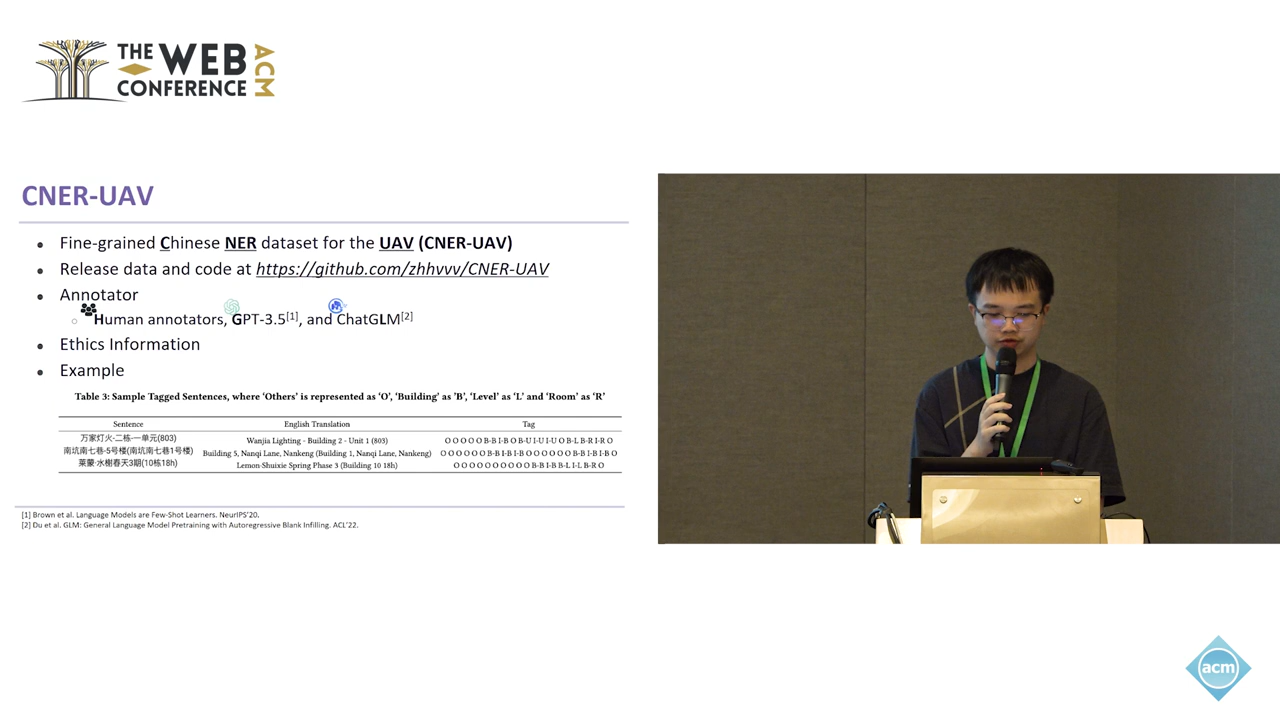 THE WEB CONFERENCE ACM
CNER-UAV
Fine-grained Chinese NER dataset for the UAV (CNER-UAV)
Release data and code at https://github.com/zhhvvv/CNER-UAV
Annotator
Human annotators, GPT-3.5[1], and ChatGLM[2]
Ethics Information
Example
Table 3: Sample Tagged Sentences, where ‘Others’ is represented as ‘O’, ‘Building’ as ’B’, ‘Level’ as ‘L’ and ‘Room’ as ‘R’
Sentence English Translation Tag
万家灯火-二栋-一单元(803) Wanjia Lighting - Building 2 - Unit 1 (803) O O O O O B-B I-B O B-U I-U I-U O B-L B-R I-R O
南坑南七巷-5号楼(南坑南七巷1号楼) Building 5, Nanqi Lane, Nankeng (Building 1, Nanqi Lane, Nankeng) O O O O O O B-B I-B I-B O O O O O O B-B I-B I-B O
莱蒙·水榭春天3期(10栋18h) Lemon-Shuixie Spring Phase 3 (Building 10 18h) O O O O O O O O O O B-B I-B B-L I-L B-R O
[1] Brown et al. Language Models are Few-Shot Learners. NeurIPS’20.
[2] Du et al. GLM: General Language Model Pretraining with Autoregressive Blank Infilling. ACL’22.
acm